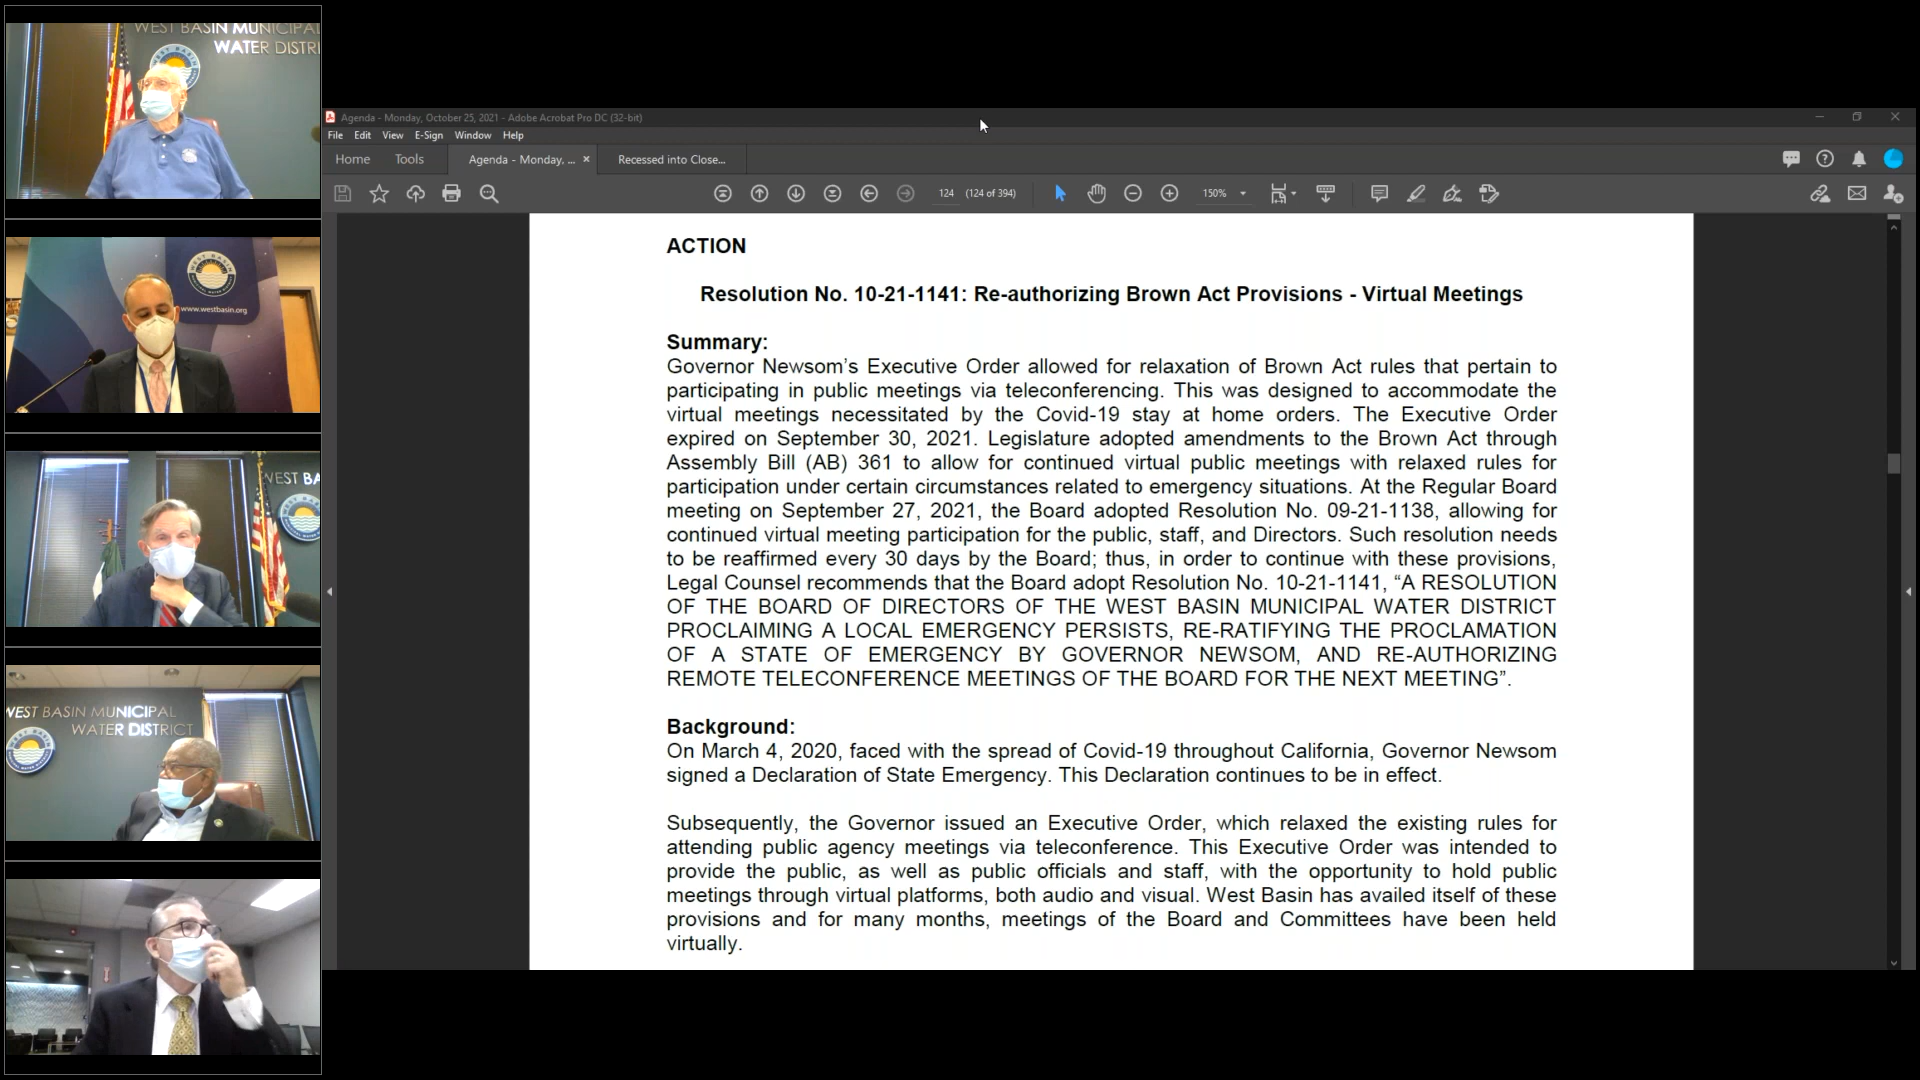 WEST BASIN MUNICIPAL
WATER DISTRI
www.westbasin.org
WEST BA
WEST BASIN MUNICIPAL
WATER DISTRICT
Agenda - Monday, October 25, 2021 - Adobe Acrobat Pro DC (32-bit)
File Edit View E-Sign Window Help
Home Tools Agenda - Monday, ... × Recessed into Close...
124 (124 of 394) 150%
ACTION
Resolution No. 10-21-1141: Re-authorizing Brown Act Provisions - Virtual Meetings
Summary:
Governor Newsom’s Executive Order allowed for relaxation of Brown Act rules that pertain to
participating in public meetings via teleconferencing. This was designed to accommodate the
virtual meetings necessitated by the Covid-19 stay at home orders. The Executive Order
expired on September 30, 2021. Legislature adopted amendments to the Brown Act through
Assembly Bill (AB) 361 to allow for continued virtual public meetings with relaxed rules for
participation under certain circumstances related to emergency situations. At the Regular Board
meeting on September 27, 2021, the Board adopted Resolution No. 09-21-1138, allowing for
continued virtual meeting participation for the public, staff, and Directors. Such resolution needs
to be reaffirmed every 30 days by the Board; thus, in order to continue with these provisions,
Legal Counsel recommends that the Board adopt Resolution No. 10-21-1141, “A RESOLUTION
OF THE BOARD OF DIRECTORS OF THE WEST BASIN MUNICIPAL WATER DISTRICT
PROCLAIMING A LOCAL EMERGENCY PERSISTS, RE-RATIFYING THE PROCLAMATION
OF A STATE OF EMERGENCY BY GOVERNOR NEWSOM, AND RE-AUTHORIZING
REMOTE TELECONFERENCE MEETINGS OF THE BOARD FOR THE NEXT MEETING”.
Background:
On March 4, 2020, faced with the spread of Covid-19 throughout California, Governor Newsom
signed a Declaration of State Emergency. This Declaration continues to be in effect.
Subsequently, the Governor issued an Executive Order, which relaxed the existing rules for
attending public agency meetings via teleconference. This Executive Order was intended to
provide the public, as well as public officials and staff, with the opportunity to hold public
meetings through virtual platforms, both audio and visual. West Basin has availed itself of these
provisions and for many months, meetings of the Board and Committees have been held
virtually.